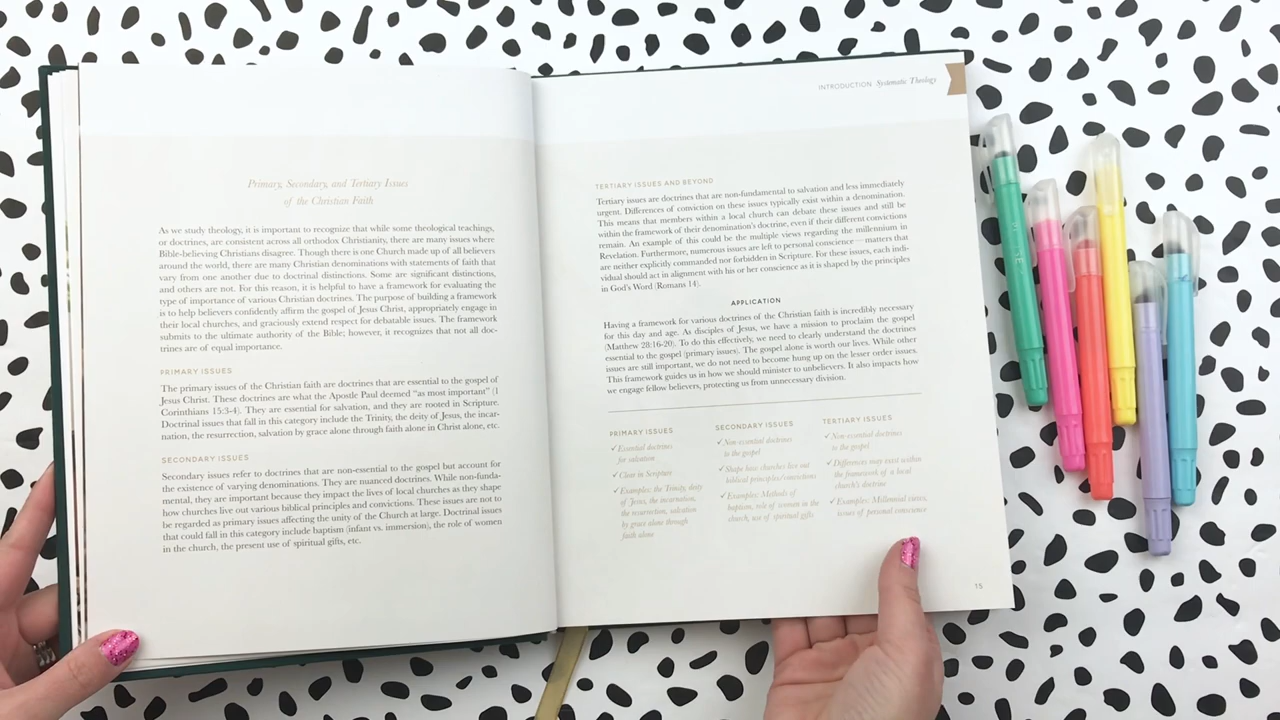 Primary, Secondary, and Tertiary Issues
of the Christian Faith
As we study theology, it is important to recognize that while some theological teachings,
or doctrines, are consistent across all orthodox Christianity, there are many issues where
Bible-believing Christians disagree. Though there is one Church made up of all believers
around the world, there are many Christian denominations with statements of faith that
vary from one another due to doctrinal distinctions. Some are significant distinctions,
and others are not. For this reason, it is helpful to have a framework for evaluating the
type of importance of various Christian doctrines. The purpose of building a framework
is to help believers confidently affirm the gospel of Jesus Christ, appropriately engage in
their local churches, and graciously extend respect for debatable issues. The framework
submits to the ultimate authority of the Bible; however, it recognizes that not all doc-
trines are of equal importance.
PRIMARY ISSUES
The primary issues of the Christian faith are doctrines that are essential to the gospel of
Jesus Christ. These doctrines are what the Apostle Paul deemed “as most important” (1
Corinthians 15:3-4). They are essential for salvation, and they are rooted in Scripture.
Doctrinal issues that fall in this category include the Trinity, the deity of Jesus, the incar-
nation, the resurrection, salvation by grace alone through faith alone in Christ alone, etc.
SECONDARY ISSUES
Secondary issues refer to doctrines that are non-essential to the gospel but account for
the existence of varying denominations. They are nuanced doctrines. While non-funda-
mental, they are important because they impact the lives of local churches as they shape
how churches live out various biblical principles and convictions. These issues are not to
be regarded as primary issues affecting the unity of the Church at large. Doctrinal issues
that could fall in this category include baptism (infant vs. immersion), the role of women
in the church, the present use of spiritual gifts, etc.
INTRODUCTION Systematic Theology
TERTIARY ISSUES AND BEYOND
Tertiary issues are doctrines that are non-fundamental to salvation and less immediately
urgent. Differences of conviction on these issues typically exist within a denomination.
This means that members within a local church can debate these issues and still be
within the framework of their denomination's doctrine, even if their different convictions
remain. An example of this could be the multiple views regarding the millennium in
Revelation. Furthermore, numerous issues are left to personal conscience—matters that
are neither explicitly commanded nor forbidden in Scripture. For these issues, each indi-
vidual should act in alignment with his or her conscience as it is shaped by the principles
in God's Word (Romans 14).
APPLICATION
Having a framework for various doctrines of the Christian faith is incredibly necessary
for this day and age. As disciples of Jesus, we have a mission to proclaim the gospel
(Matthew 28:16-20). To do this effectively, we need to clearly understand the doctrines
essential to the gospel (primary issues). The gospel alone is worth our lives. While other
issues are still important, we do not need to become hung up on the lesser order issues.
This framework guides us in how we should minister to unbelievers. It also impacts how
we engage fellow believers, protecting us from unnecessary division.
PRIMARY ISSUES
✓ Essential doctrines
for salvation
✓ Clear in Scripture
✓ Examples: the Trinity, deity
of Jesus, the incarnation,
the resurrection, salvation
by grace alone through
faith alone
SECONDARY ISSUES
✓ Non-essential doctrines
to the gospel
✓ Shape how churches live out
biblical principles/convictions
✓ Examples: Methods of
baptism, role of women in the
church, use of spiritual gifts
TERTIARY ISSUES
✓ Non-essential doctrines
to the gospel
✓ Differences may exist within
the framework of a local
church's doctrine
✓ Examples: Millennial views,
issues of personal conscience
15